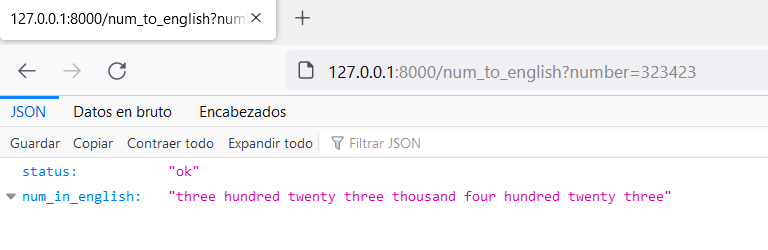 127.0.0.1:8000/num_to_english?num
127.0.0.1:8000/num_to_english?number=323423
JSON Datos en bruto Encabezados
Guardar Copiar Contraer todo Expandir todo Filtrar JSON
status: "ok"
num_in_english: "three hundred twenty three thousand four hundred twenty three"